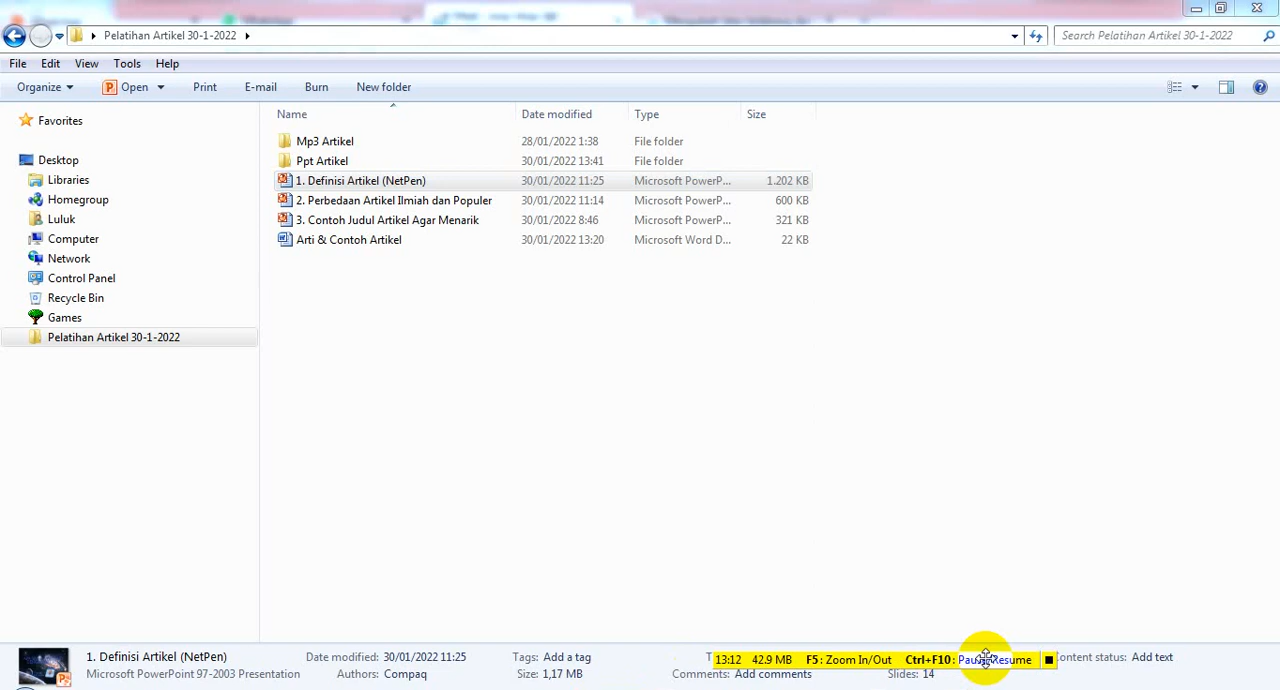 Pelatihan Artikel 30-1-2022
Search Pelatihan Artikel 30-1-2022
File Edit View Tools Help
Organize Open Print E-mail Burn New folder
Name Date modified Type Size
Mp3 Artikel 28/01/2022 1:38 File folder
Ppt Artikel 30/01/2022 13:41 File folder
1. Definisi Artikel (NetPen) 30/01/2022 11:25 Microsoft PowerP... 1.202 KB
2. Perbedaan Artikel Ilmiah dan Populer 30/01/2022 11:14 Microsoft PowerP... 600 KB
3. Contoh Judul Artikel Agar Menarik 30/01/2022 8:46 Microsoft PowerP... 321 KB
Arti & Contoh Artikel 30/01/2022 13:20 Microsoft Word D... 22 KB
Favorites
Desktop
Libraries
Homegroup
Luluk
Computer
Network
Control Panel
Recycle Bin
Games
Pelatihan Artikel 30-1-2022
1. Definisi Artikel (NetPen) Date modified: 30/01/2022 11:25 Tags: Add a tag Content status: Add text
Microsoft PowerPoint 97-2003 Presentation Authors: Compaq Size: 1,17 MB Comments: Add comments Slides: 14
13:12 42.9 MB F5: Zoom In/Out Ctrl+F10: Resume